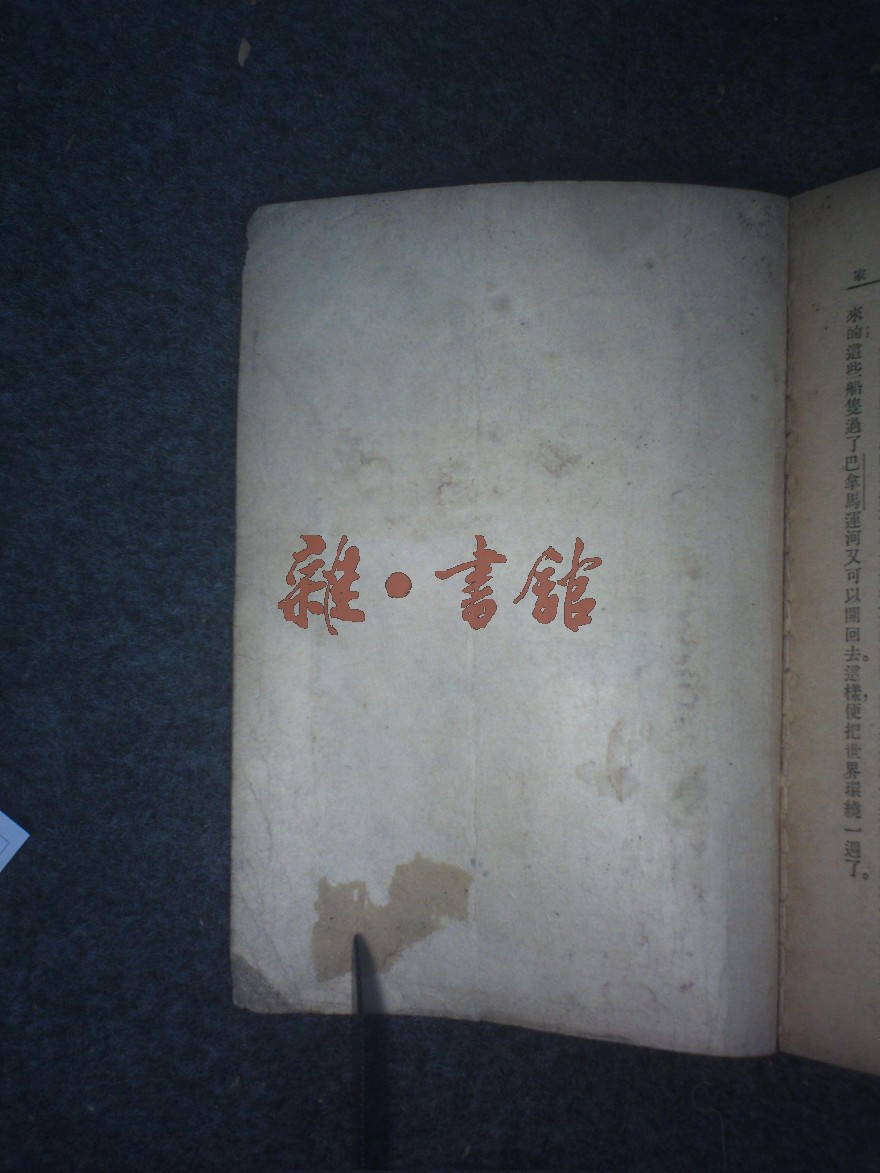 雜·書館
家
來的這些船隻過了巴拿馬運河又可以開回去。這樣，便把世界環繞一週了。